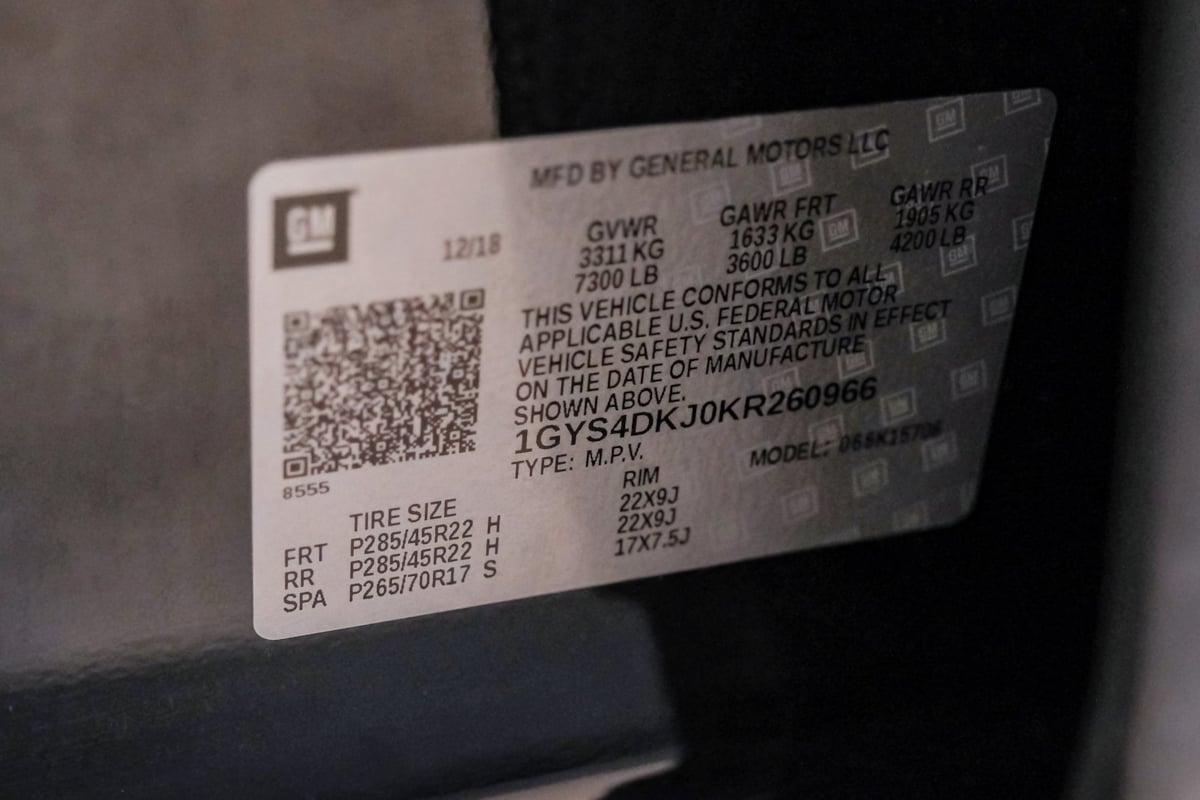 MFD BY GENERAL MOTORS LLC
GM
12/18
GVWR GAWR FRT GAWR RR
3311 KG 1633 KG 1905 KG
7300 LB 3600 LB 4200 LB
THIS VEHICLE CONFORMS TO ALL
APPLICABLE U.S. FEDERAL MOTOR
VEHICLE SAFETY STANDARDS IN EFFECT
ON THE DATE OF MANUFACTURE
SHOWN ABOVE.
1GYS4DKJ0KR260966
TYPE: M.P.V. MODEL:
8555
TIRE SIZE RIM
FRT P285/45R22 H 22X9J
RR P285/45R22 H 22X9J
SPA P265/70R17 S 17X7.5J